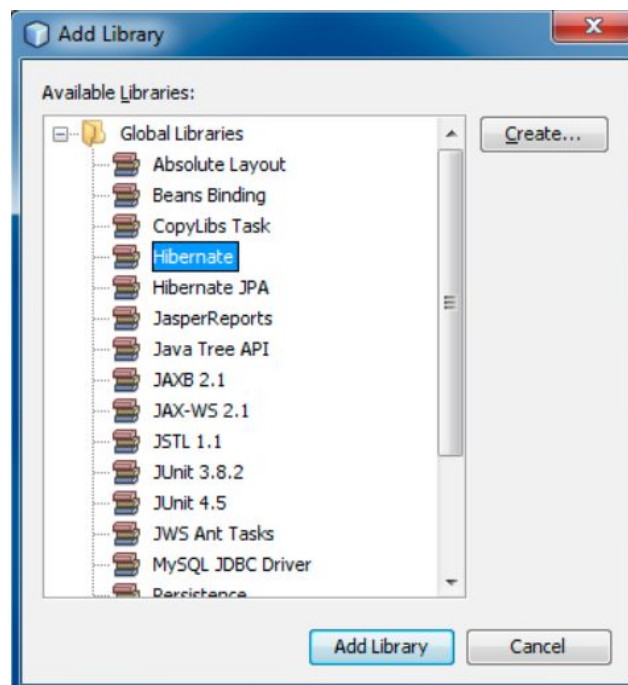 Add Library
Available Libraries:
Global Libraries
Create...
Absolute Layout
Beans Binding
CopyLibs Task
Hibernate
Hibernate JPA
JasperReports
Java Tree API
JAXB 2.1
JAX-WS 2.1
JSTL 1.1
JUnit 3.8.2
JUnit 4.5
JWS Ant Tasks
MySQL JDBC Driver
Persistence
Add Library
Cancel